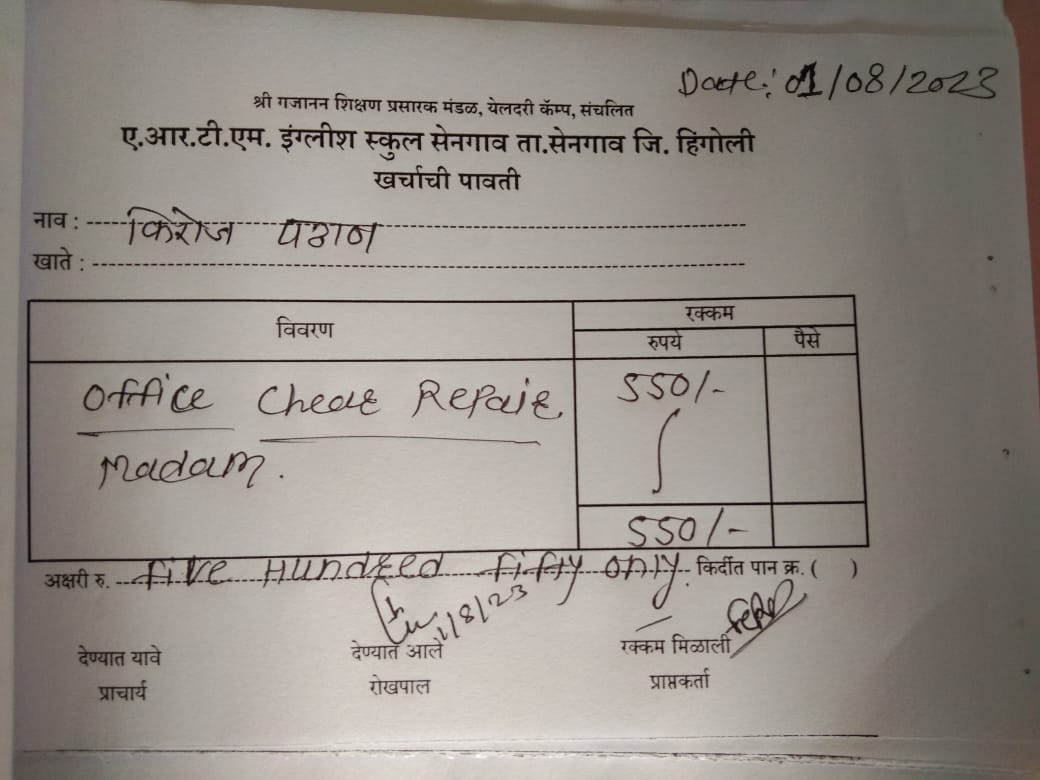 Date: 01/08/2023
श्री गजानन शिक्षण प्रसारक मंडळ, येलदरी कॅम्प, संचलित
ए.आर.टी.एम. इंग्लीश स्कुल सेनगाव ता.सेनगाव जि. हिंगोली
खर्चाची पावती
नाव : किरोज पठाण
खाते :
विवरण रक्कम
रुपये पैसे
Office Chear Repair 550/-
Madam.
550/-
अक्षरी रु. five Hundred fifty only. किर्दीत पान क्र. ( )
1/8/23
देण्यात यावे देण्यात आले रक्कम मिळाली
प्राचार्य रोखपाल प्राप्तकर्ता